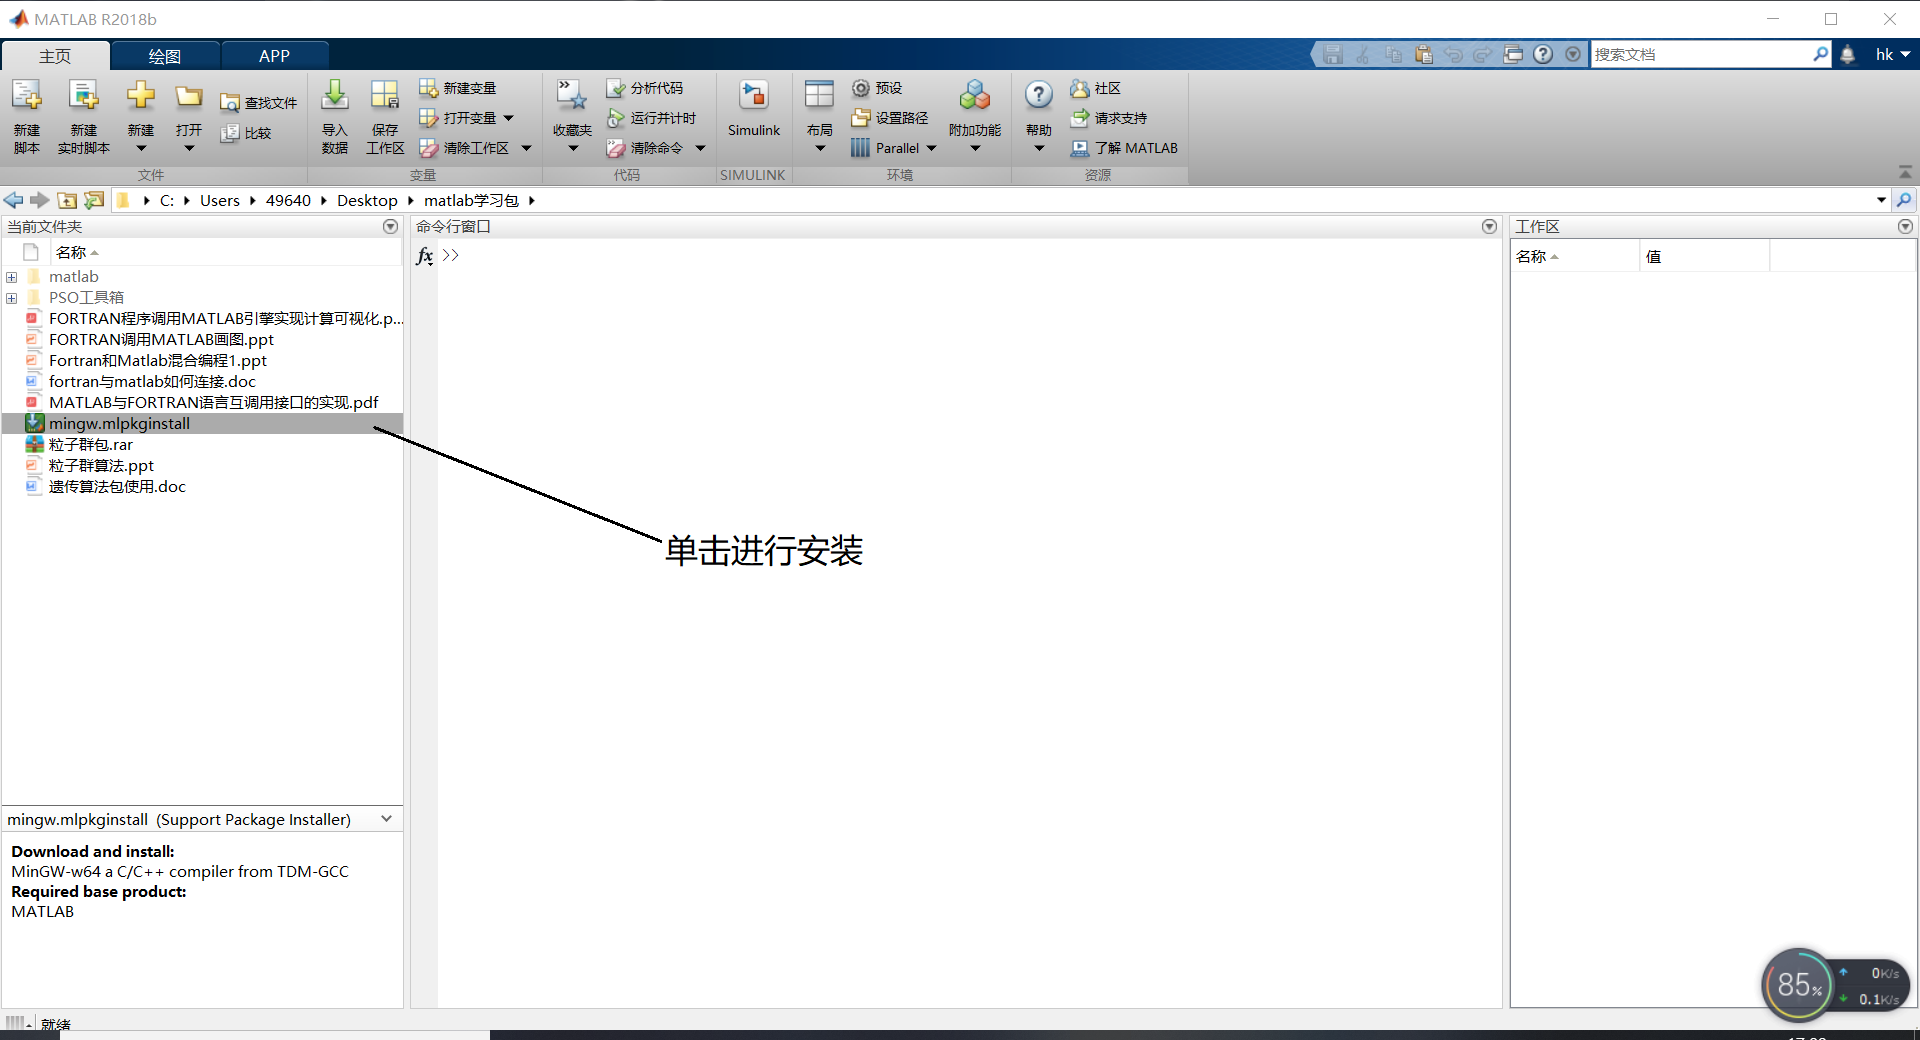 MATLAB R2018b
主页 绘图 APP
搜索文档
hk
新建
脚本
新建
实时脚本
新建
打开
查找文件
比较
导入
数据
保存
工作区
新建变量
打开变量
清除工作区
收藏夹
分析代码
运行并计时
清除命令
Simulink
布局
预设
设置路径
Parallel
附加功能
帮助
社区
请求支持
了解 MATLAB
文件 变量 代码 SIMULINK 环境 资源
C: Users 49640 Desktop matlab学习包
当前文件夹
名称
matlab
PSO工具箱
FORTRAN程序调用MATLAB引擎实现计算可视化.p...
FORTRAN调用MATLAB画图.ppt
Fortran和Matlab混合编程1.ppt
fortran与matlab如何连接.doc
MATLAB与FORTRAN语言互调用接口的实现.pdf
mingw.mlpkginstall
粒子群包.rar
粒子群算法.ppt
遗传算法包使用.doc
命令行窗口
fx >>
单击进行安装
工作区
名称 值
mingw.mlpkginstall (Support Package Installer)
Download and install:
MinGW-w64 a C/C++ compiler from TDM-GCC
Required base product:
MATLAB
85%
0K/s
0.1K/s
就绪